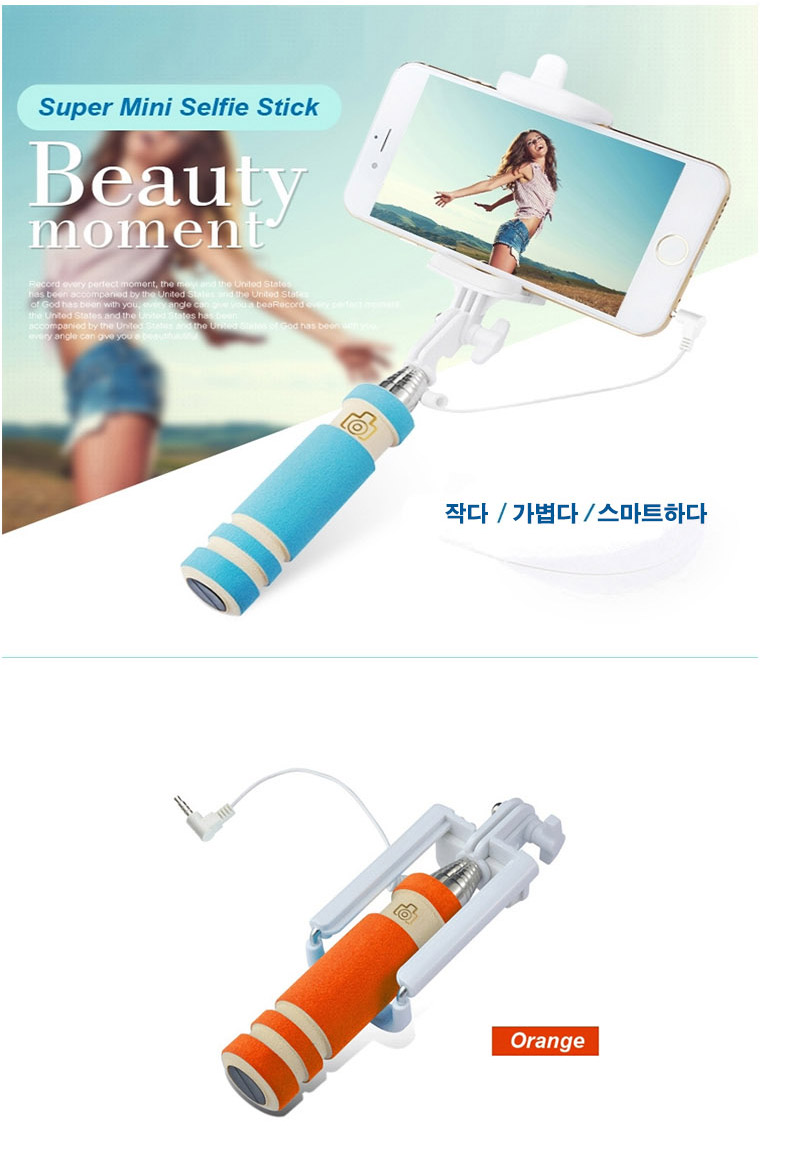 Super Mini Selfie Stick
Beauty
moment
Record every perfect moment, the meiyi end the United States
has been accompanied by the United States and the United States
of God has been with you, every angle can give you a beaRecord every perfect moment,
the United States and the United States has been
accompanied by the United States and the United States of God has been with you,
every angle can give you a beautihautiful
작다 / 가볍다 / 스마트하다
Orange